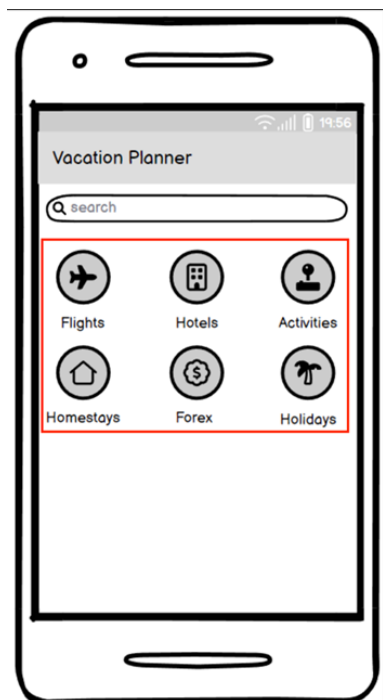 19:56
Vacation Planner
search
Flights Hotels Activities
Homestays Forex Holidays